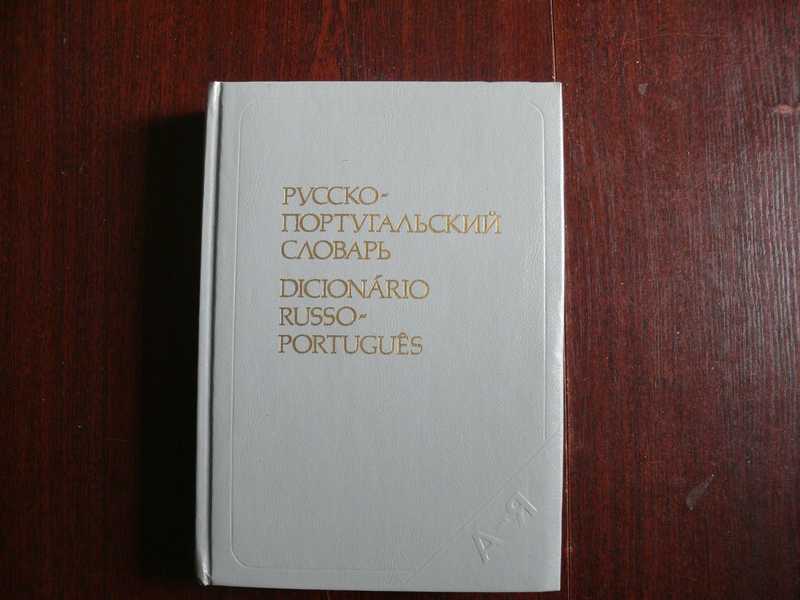 РУССКО-
ПОРТУГАЛЬСКИЙ
СЛОВАРЬ
DICIONÁRIO
RUSSO-
PORTUGUÊS
А-Я